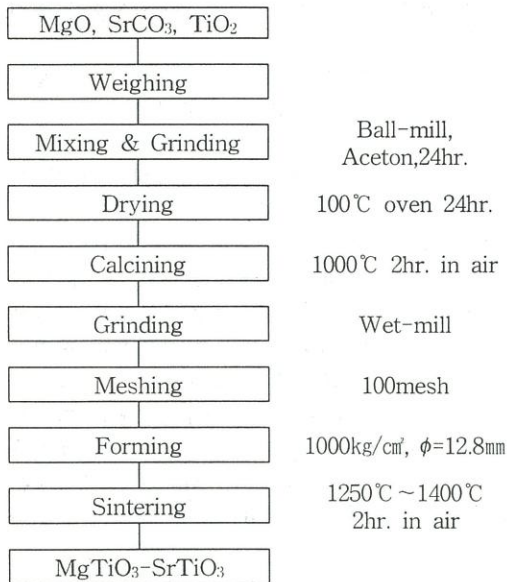 MgO, SrCO₃, TiO₂
Weighing
Mixing & Grinding
Ball-mill,
Aceton,24hr.
Drying
100℃ oven 24hr.
Calcining
1000℃ 2hr. in air
Grinding
Wet-mill
Meshing
100mesh
Forming
1000kg/㎠, ϕ=12.8㎜
Sintering
1250℃～1400℃
2hr. in air
MgTiO₃-SrTiO₃